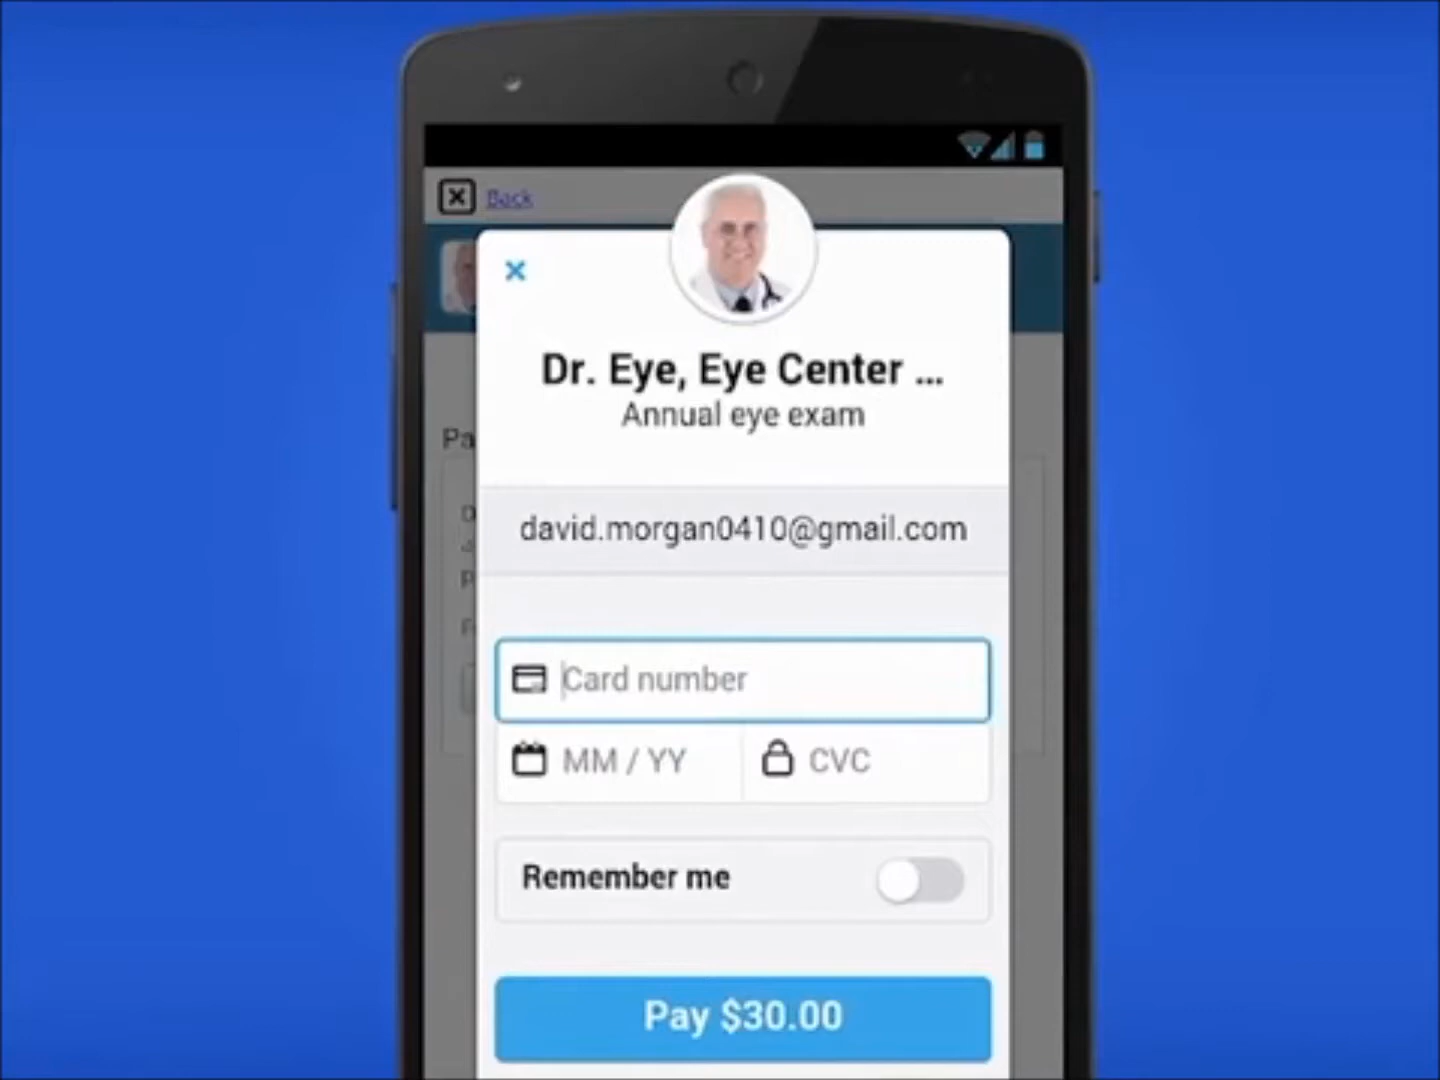 Back
Dr. Eye, Eye Center ...
Annual eye exam
Pa
david.morgan0410@gmail.com
Card number
MM / YY
CVC
Remember me
Pay $30.00